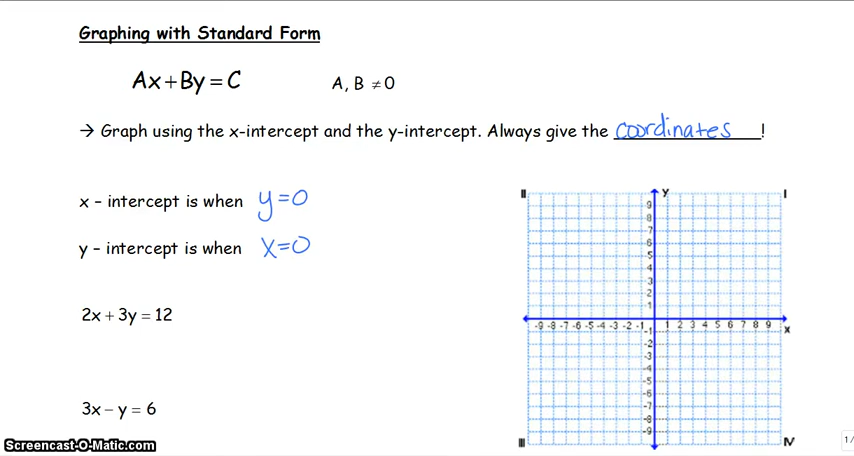 Graphing with Standard Form
Ax + By = C     A, B ≠ 0
→ Graph using the x-intercept and the y-intercept. Always give the coordinates!
x - intercept is when y=0
y - intercept is when x=0
2x + 3y = 12
3x – y = 6
II y I
9
8
7
6
5
4
3
2
1
-9 -8 -7 -6 -5 -4 -3 -2 -1 1 2 3 4 5 6 7 8 9 x
-1
-2
-3
-4
-5
-6
-7
-8
-9
III IV
Screencast-O-Matic.com
1/